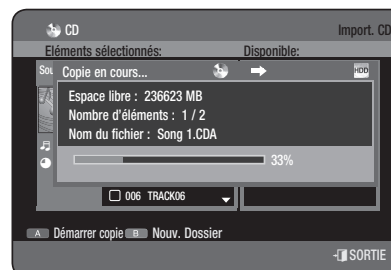 CD
Import. CD
Eléments sélectionnés:
Disponible:
Sou
Copie en cours...
HDD
Espace libre : 236623 MB
Nombre d'éléments : 1 / 2
Nom du fichier : Song 1.CDA
33%
006 TRACK06
A Démarrer copie B Nouv. Dossier
SORTIE